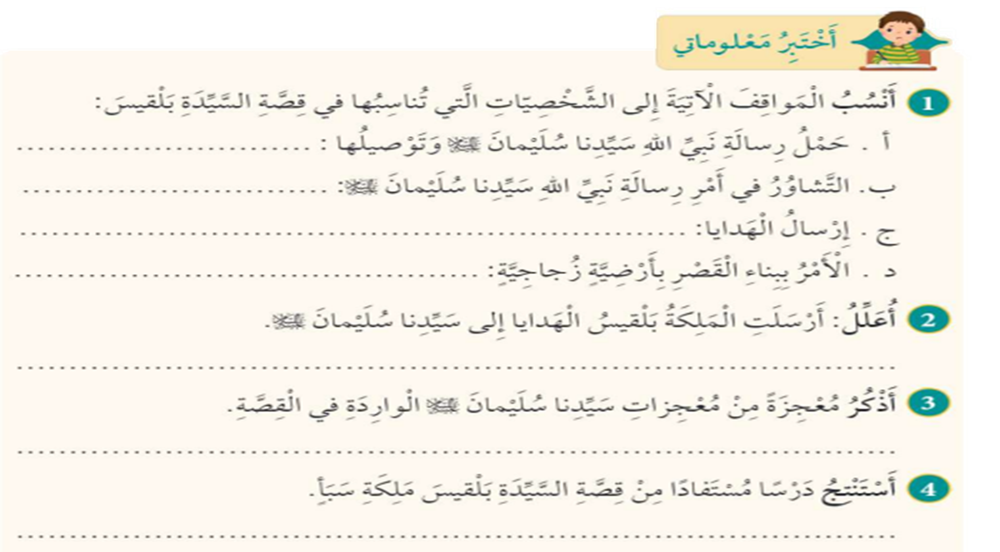 أَخْتَبِرُ مَعْلوماتي
1 أَنْسُبُ الْمَواقِفَ الْآتِيَةَ إِلى الشَّخْصِيّاتِ الَّتي تُناسِبُها في قِصَّةِ السَّيِّدَةِ بَلْقيسَ:
أ . حَمْلُ رِسالَةِ نَبِيِّ اللهِ سَيِّدِنا سُلَيْمانَ وَتَوْصيلُها : ............................
ب. التَّشاوُرُ في أَمْرِ رِسالَةِ نَبِيِّ اللهِ سَيِّدِنا سُلَيْمانَ : ............................
ج . إِرْسالُ الْهَدايا: ................................................................
د . الْأَمْرُ بِبِناءِ الْقَصْرِ بِأَرْضِيَّةٍ زُجاجِيَّةٍ: ............................................
2 أُعَلِّلُ: أَرْسَلَتِ الْمَلِكَةُ بَلْقيسُ الْهَدايا إِلى سَيِّدِنا سُلَيْمانَ .
....................................................................................
3 أَذْكُرُ مُعْجِزَةً مِنْ مُعْجِزاتِ سَيِّدِنا سُلَيْمانَ الْوارِدَةِ في الْقِصَّةِ.
....................................................................................
4 أَسْتَنْتِجُ دَرْسًا مُسْتَفادًا مِنْ قِصَّةِ السَّيِّدَةِ بَلْقيسَ مَلِكَةِ سَبَأٍ.
....................................................................................